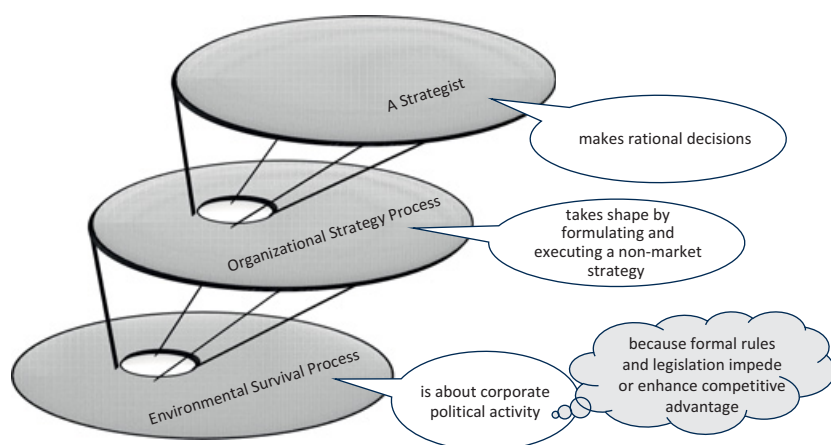 A Strategist
makes rational decisions
Organizational Strategy Process
takes shape by
formulating and
executing a non-market
strategy
Environmental Survival Process
is about corporate
political activity
because formal rules
and legislation impede
or enhance competitive
advantage